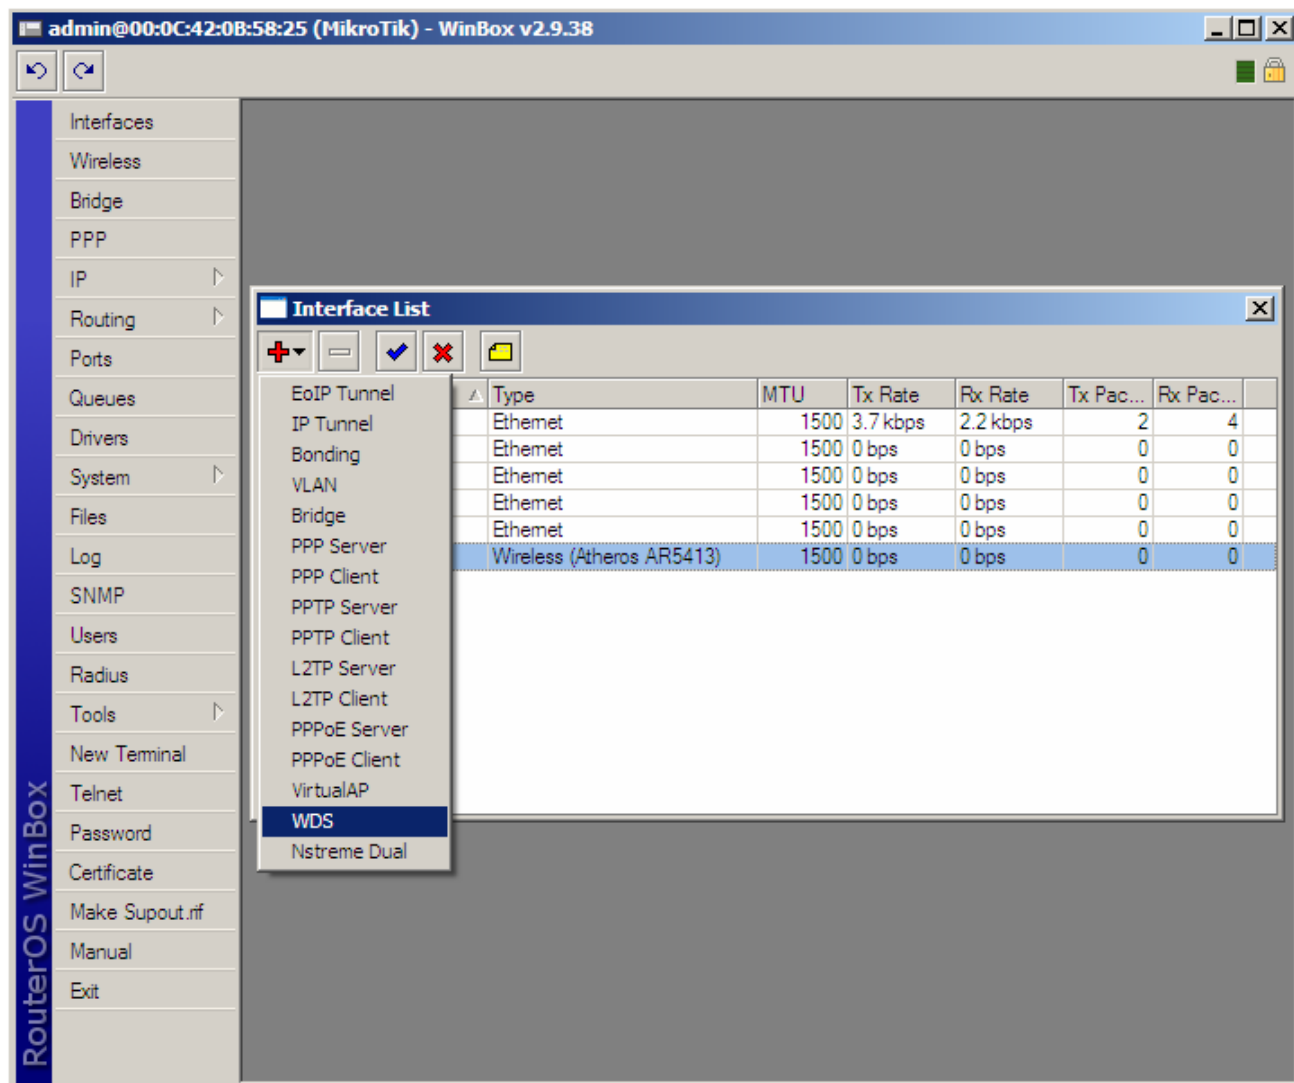 admin@00:0C:42:0B:58:25 (MikroTik) - WinBox v2.9.38
Interfaces
Wireless
Bridge
PPP
IP
Routing
Ports
Queues
Drivers
System
Files
Log
SNMP
Users
Radius
Tools
New Terminal
Telnet
Password
Certificate
Make Supout.rif
Manual
Exit
RouterOS WinBox
Interface List
Type MTU Tx Rate Rx Rate Tx Pac... Rx Pac...
Ethernet 1500 3.7 kbps 2.2 kbps 2 4
Ethernet 1500 0 bps 0 bps 0 0
Ethernet 1500 0 bps 0 bps 0 0
Ethernet 1500 0 bps 0 bps 0 0
Ethernet 1500 0 bps 0 bps 0 0
Wireless (Atheros AR5413) 1500 0 bps 0 bps 0 0
EoIP Tunnel
IP Tunnel
Bonding
VLAN
Bridge
PPP Server
PPP Client
PPTP Server
PPTP Client
L2TP Server
L2TP Client
PPPoE Server
PPPoE Client
VirtualAP
WDS
Nstreme Dual